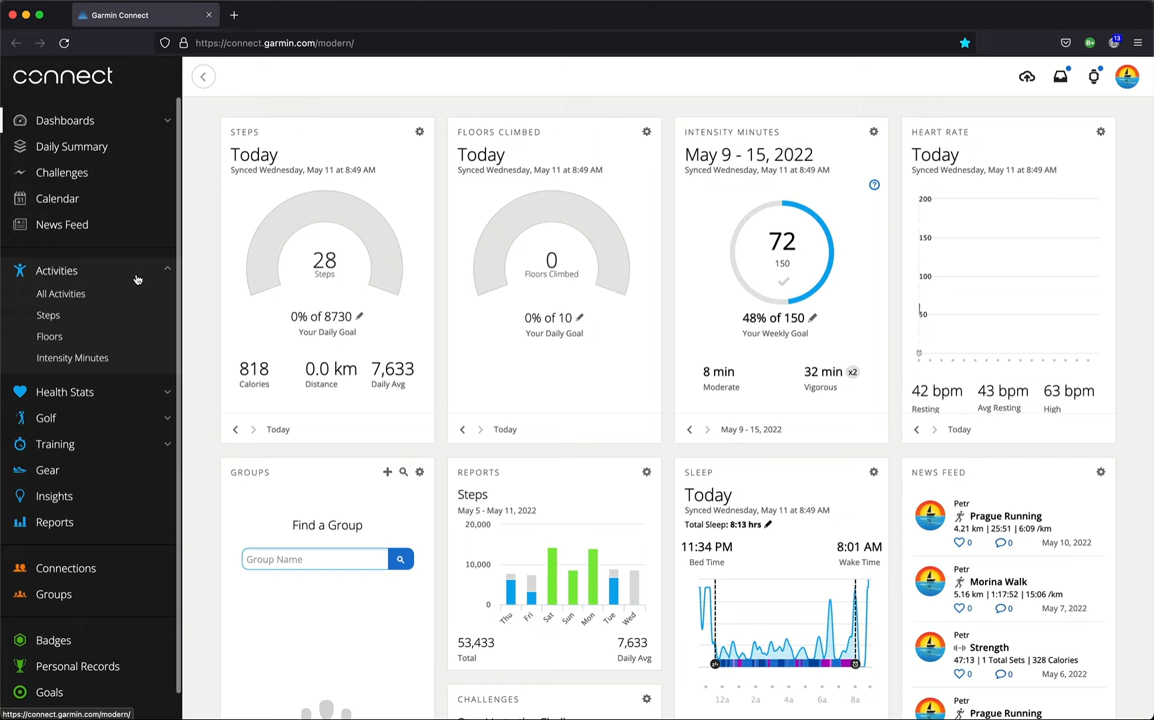 Garmin Connect
https://connect.garmin.com/modern/
13
connect
Dashboards
Daily Summary
Challenges
31
Calendar
News Feed
Activities
All Activities
Steps
Floors
Intensity Minutes
Health Stats
Golf
Training
Gear
Insights
Reports
Connections
Groups
Badges
Personal Records
Goals
https://connect.garmin.com/modern/
STEPS
Today
Synced Wednesday, May 11 at 8:49 AM
28
Steps
0% of 8730
Your Daily Goal
818 0.0 km 7,633
Calories Distance Daily Avg
Today
FLOORS CLIMBED
Today
Synced Wednesday, May 11 at 8:49 AM
0
Floors Climbed
0% of 10
Your Daily Goal
Today
INTENSITY MINUTES
May 9 - 15, 2022
Synced Wednesday, May 11 at 8:49 AM
72
150
48% of 150
Your Weekly Goal
8 min 32 min x2
Moderate Vigorous
May 9 - 15, 2022
HEART RATE
Today
Synced Wednesday, May 11 at 8:49 AM
200
150
100
50
42 bpm 43 bpm 63 bpm
Resting Avg Resting High
Today
GROUPS
Find a Group
Group Name
REPORTS
Steps
May 5 - May 11, 2022
20,000
10,000
0
Thu Fri Sat Sun Mon Tue Wed
53,433 7,633
Total Daily Avg
CHALLENGES
SLEEP
Today
Synced Wednesday, May 11 at 8:49 AM
Total Sleep: 8:13 hrs
11:34 PM 8:01 AM
Bed Time Wake Time
12a 2a 4a 6a 8a
NEWS FEED
Petr
Prague Running
4.21 km | 25:51 | 6:09 /km
0 0 May 10, 2022
Petr
Morina Walk
5.16 km | 1:17:52 | 15:06 /km
0 0 May 7, 2022
Petr
Strength
47:13 | 1 Total Sets | 328 Calories
0 0 May 6, 2022
Petr
Prague Running